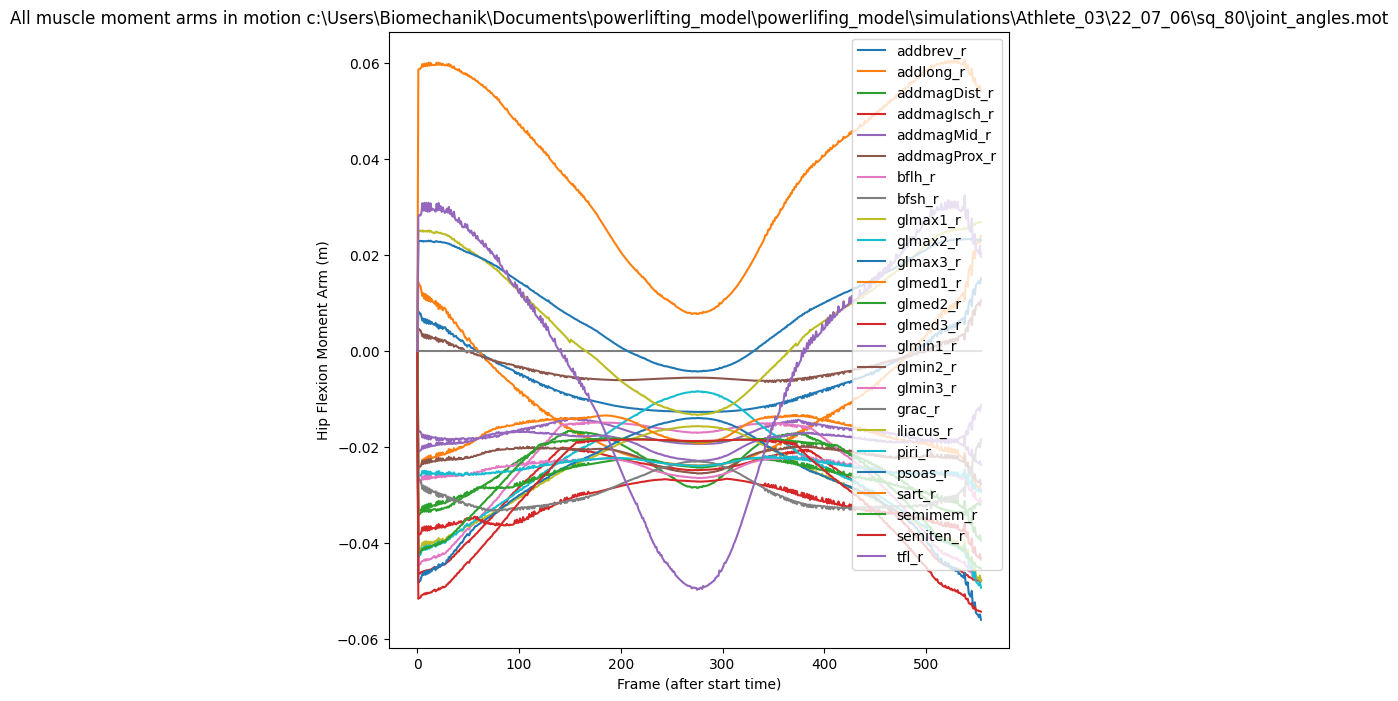 All muscle moment arms in motion c:\Users\Biomechanik\Documents\powerlifting_model\powerlifing_model\simulations\Athlete_03\22_07_06\sq_80\joint_angles.mot
Hip Flexion Moment Arm (m)
0.06
0.04
0.02
0.00
−0.02
−0.04
−0.06
0 100 200 300 400 500
Frame (after start time)
addbrev_r
addlong_r
addmagDist_r
addmagIsch_r
addmagMid_r
addmagProx_r
bflh_r
bfsh_r
glmax1_r
glmax2_r
glmax3_r
glmed1_r
glmed2_r
glmed3_r
glmin1_r
glmin2_r
glmin3_r
grac_r
iliacus_r
piri_r
psoas_r
sart_r
semimem_r
semiten_r
tfl_r